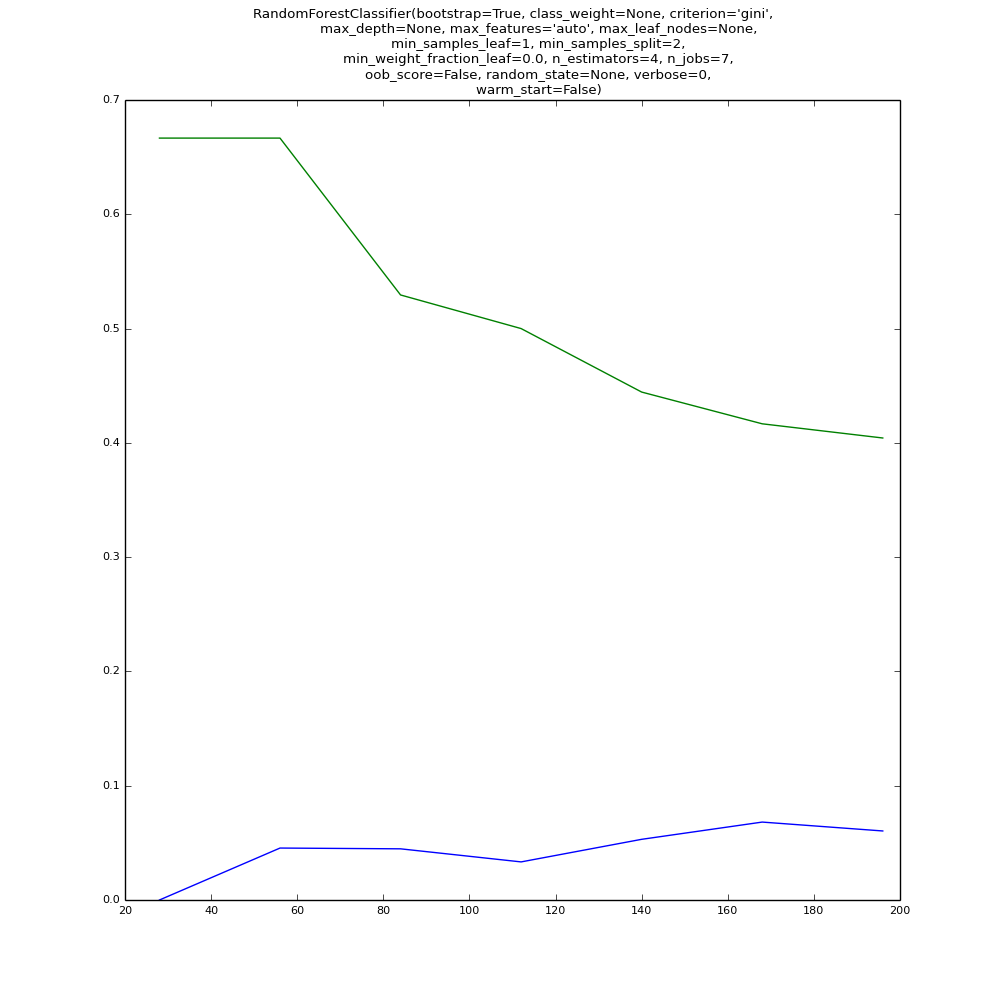 RandomForestClassifier(bootstrap=True, class_weight=None, criterion='gini',
max_depth=None, max_features='auto', max_leaf_nodes=None,
min_samples_leaf=1, min_samples_split=2,
min_weight_fraction_leaf=0.0, n_estimators=4, n_jobs=7,
oob_score=False, random_state=None, verbose=0,
warm_start=False)
0.7
0.6
0.5
0.4
0.3
0.2
0.1
0.0
20 40 60 80 100 120 140 160 180 200